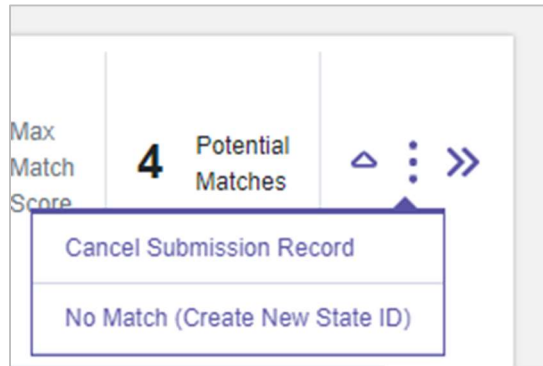 Max
Match
Score
4
Potential
Matches
Cancel Submission Record
No Match (Create New State ID)